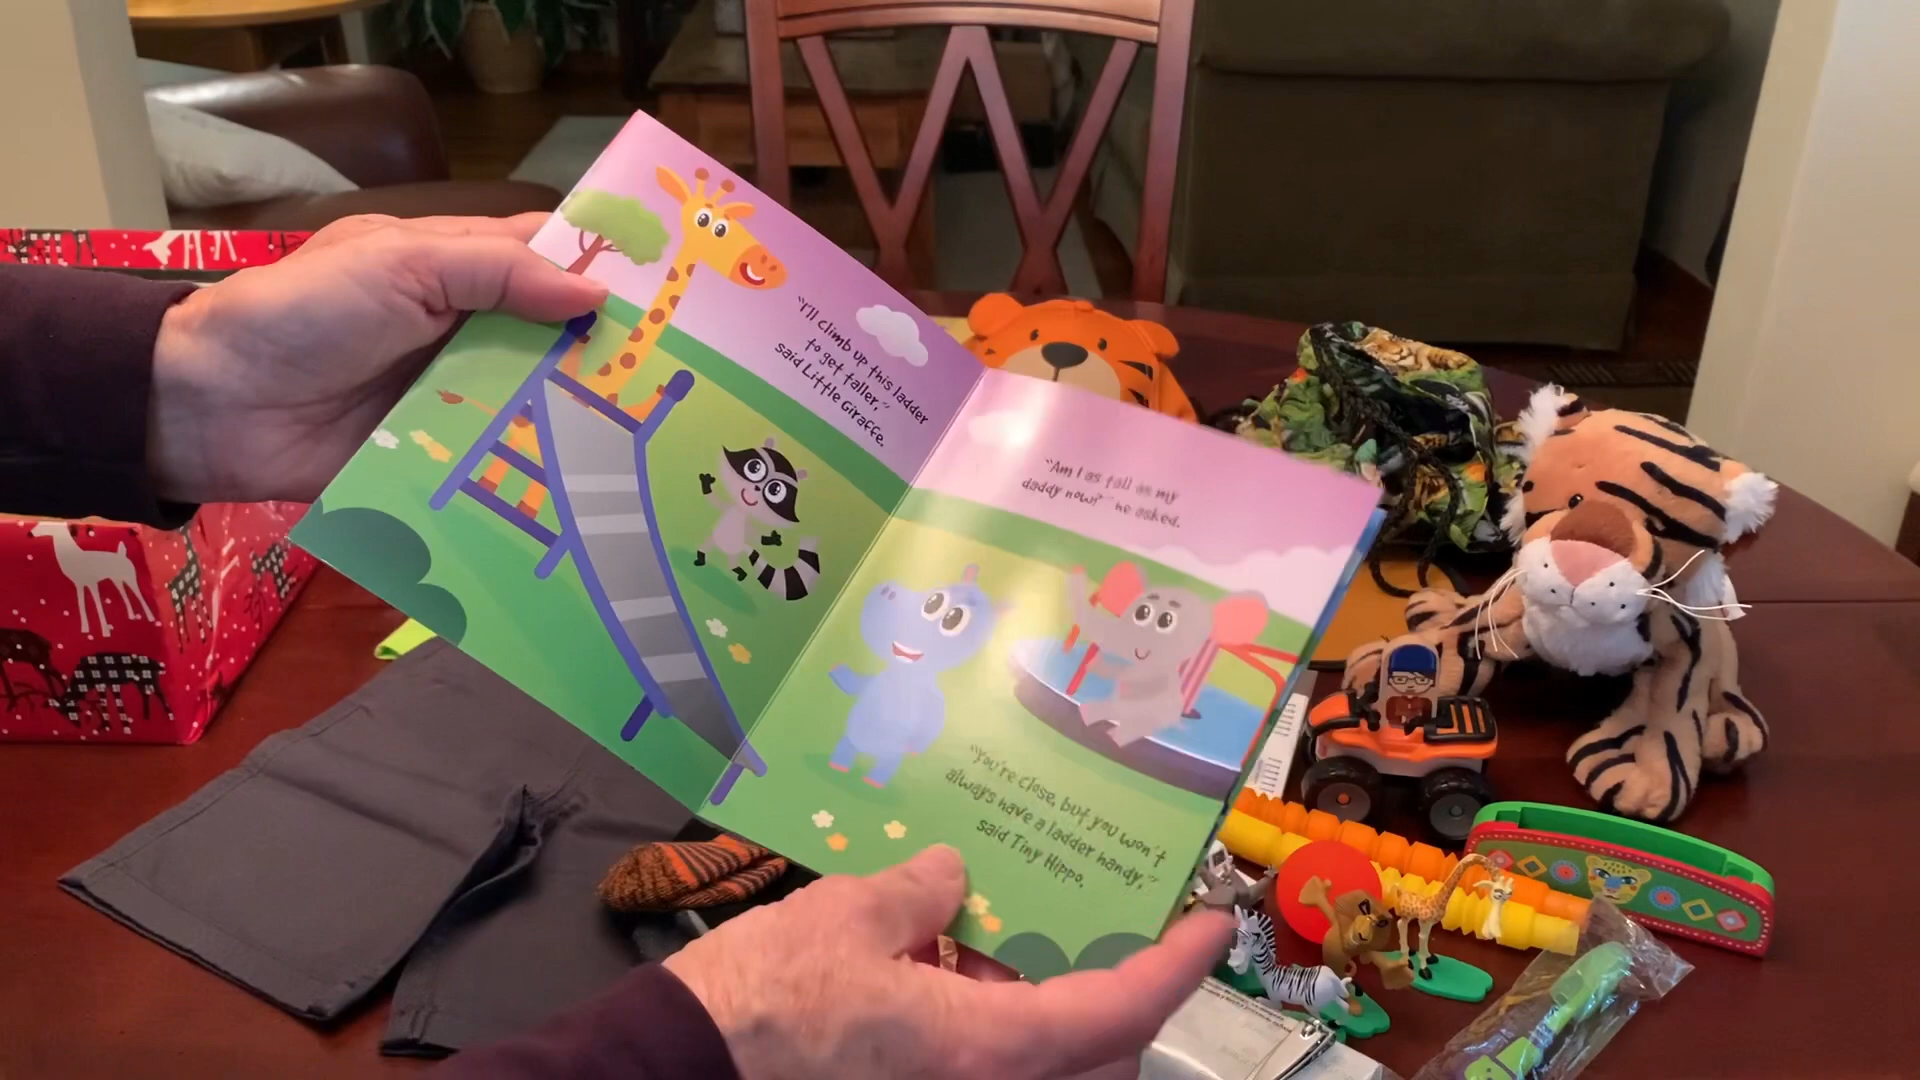 "I'll climb up this ladder
to get taller,"
said Little Giraffe.
"Am I as tall as my
daddy now?" he asked.
"You're close, but you won't
always have a ladder handy,"
said Tiny Hippo.